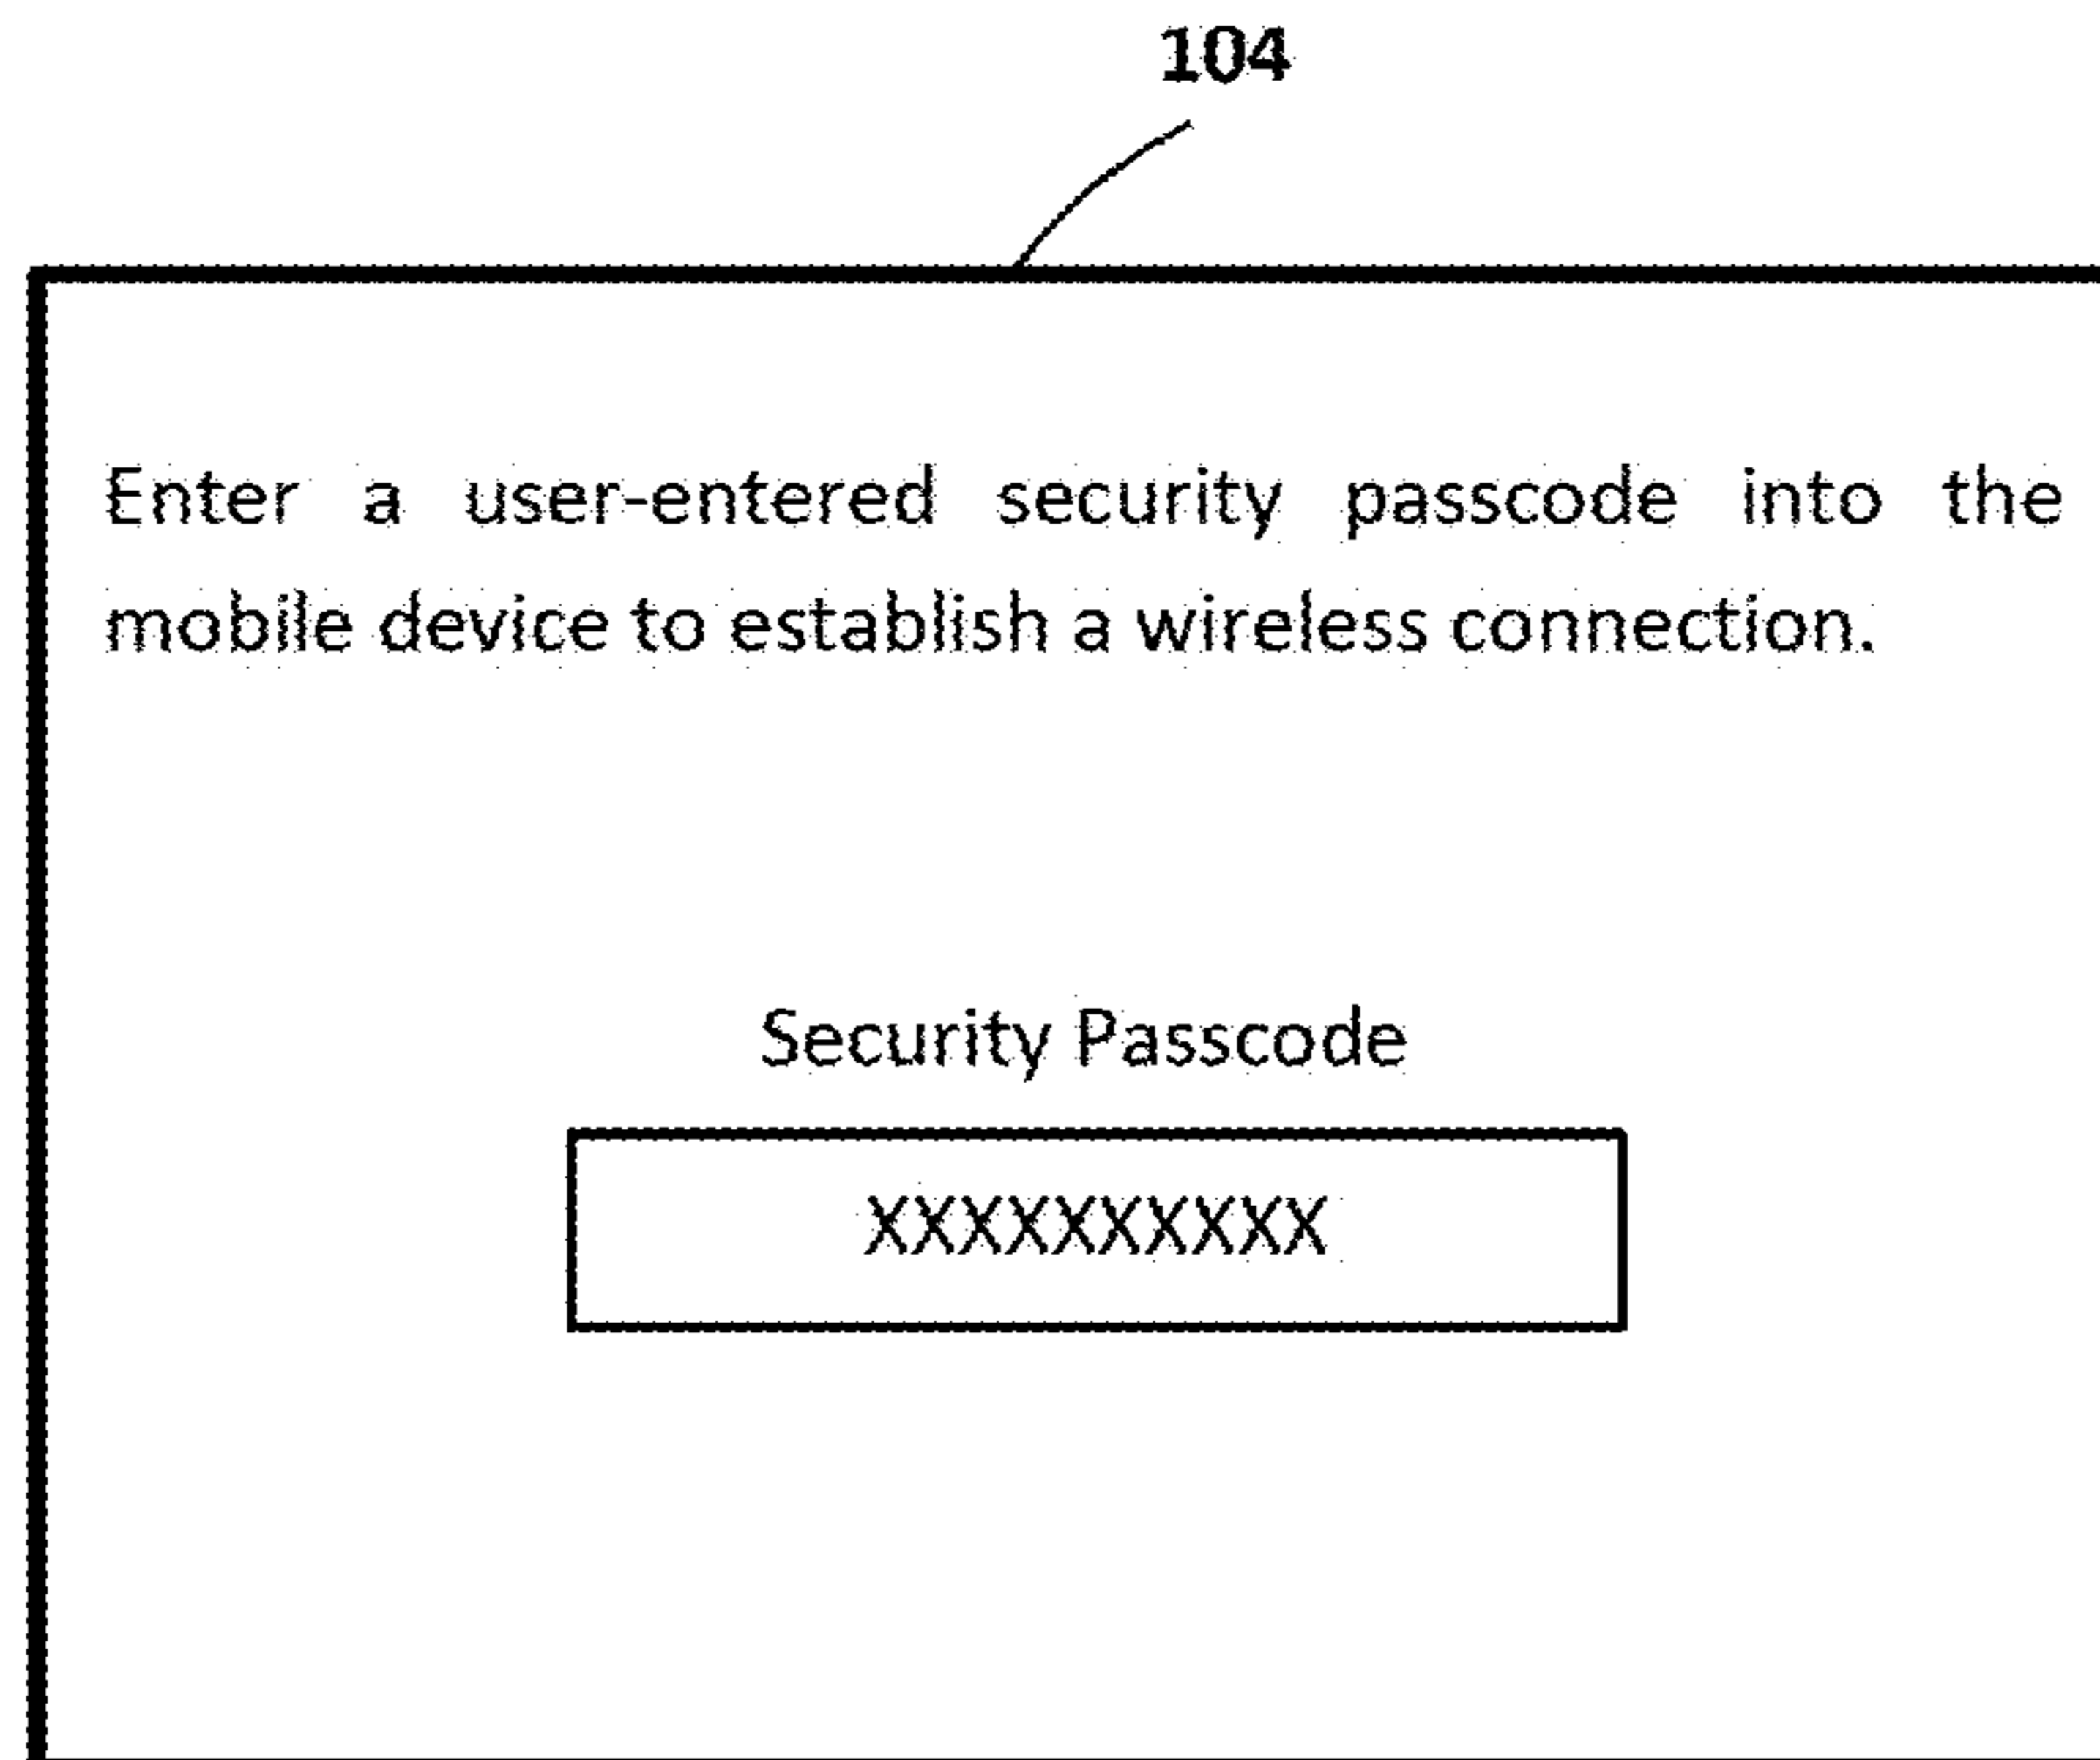 104
Enter a user-entered security passcode into the
mobile device to establish a wireless connection.
Security Passcode
XXXXXXXXXX